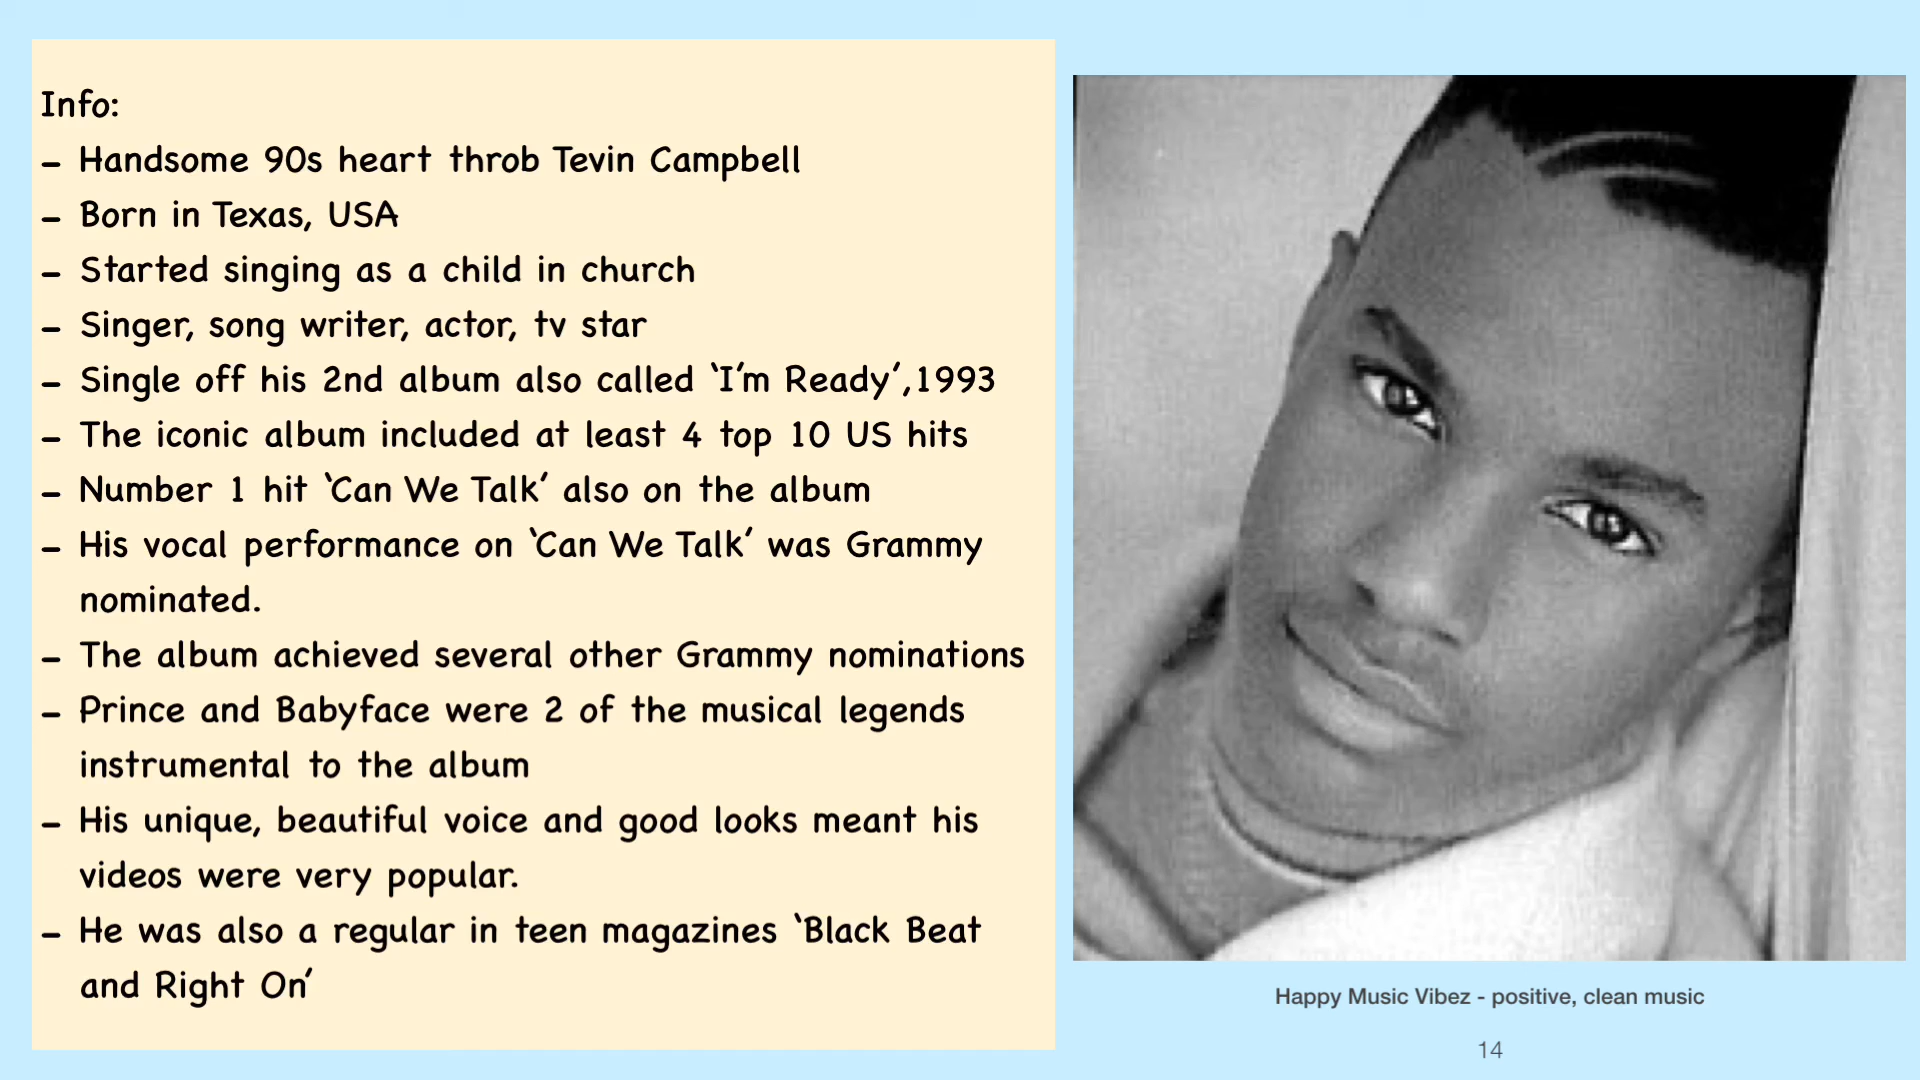 Info:
- Handsome 90s heart throb Tevin Campbell
- Born in Texas, USA
- Started singing as a child in church
- Singer, song writer, actor, tv star
- Single off his 2nd album also called ‘I’m Ready’,1993
- The iconic album included at least 4 top 10 US hits
- Number 1 hit ‘Can We Talk’ also on the album
- His vocal performance on ‘Can We Talk’ was Grammy
nominated.
- The album achieved several other Grammy nominations
- Prince and Babyface were 2 of the musical legends
instrumental to the album
- His unique, beautiful voice and good looks meant his
videos were very popular.
- He was also a regular in teen magazines ‘Black Beat
and Right On’
Happy Music Vibez - positive, clean music
14